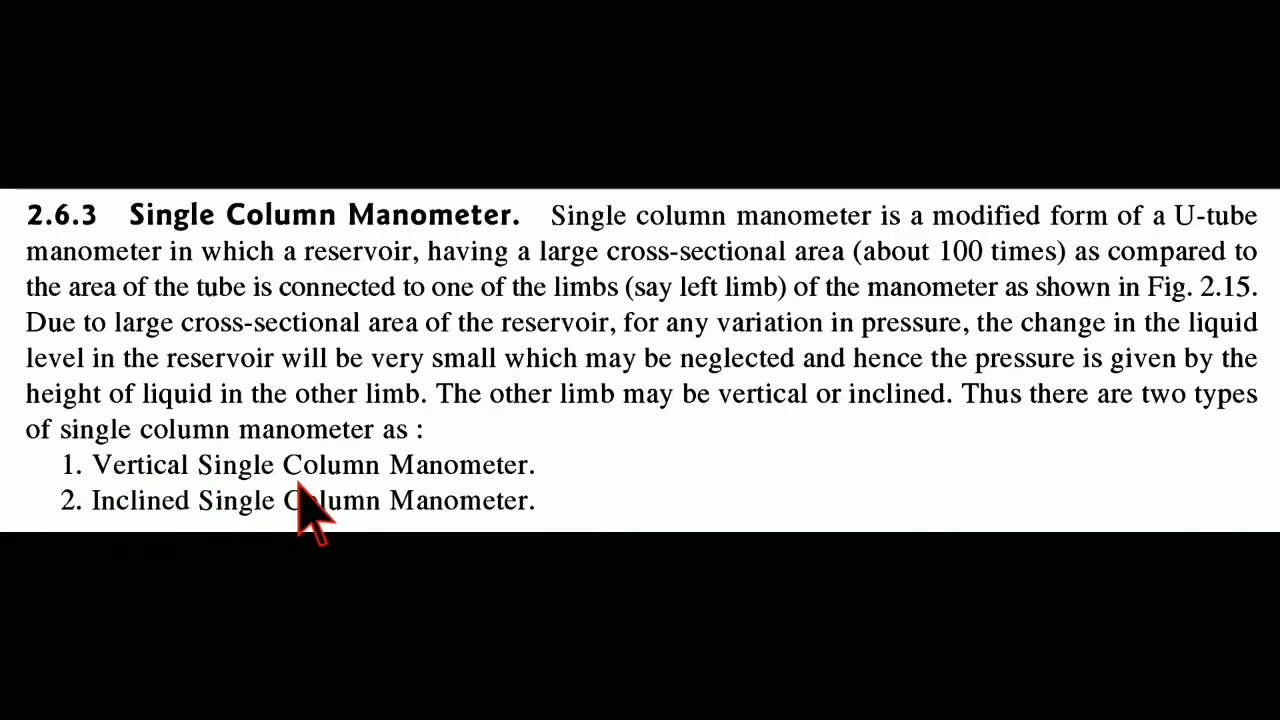 2.6.3 Single Column Manometer. Single column manometer is a modified form of a U-tube
manometer in which a reservoir, having a large cross-sectional area (about 100 times) as compared to
the area of the tube is connected to one of the limbs (say left limb) of the manometer as shown in Fig. 2.15.
Due to large cross-sectional area of the reservoir, for any variation in pressure, the change in the liquid
level in the reservoir will be very small which may be neglected and hence the pressure is given by the
height of liquid in the other limb. The other limb may be vertical or inclined. Thus there are two types
of single column manometer as :
1. Vertical Single Column Manometer.
2. Inclined Single Column Manometer.